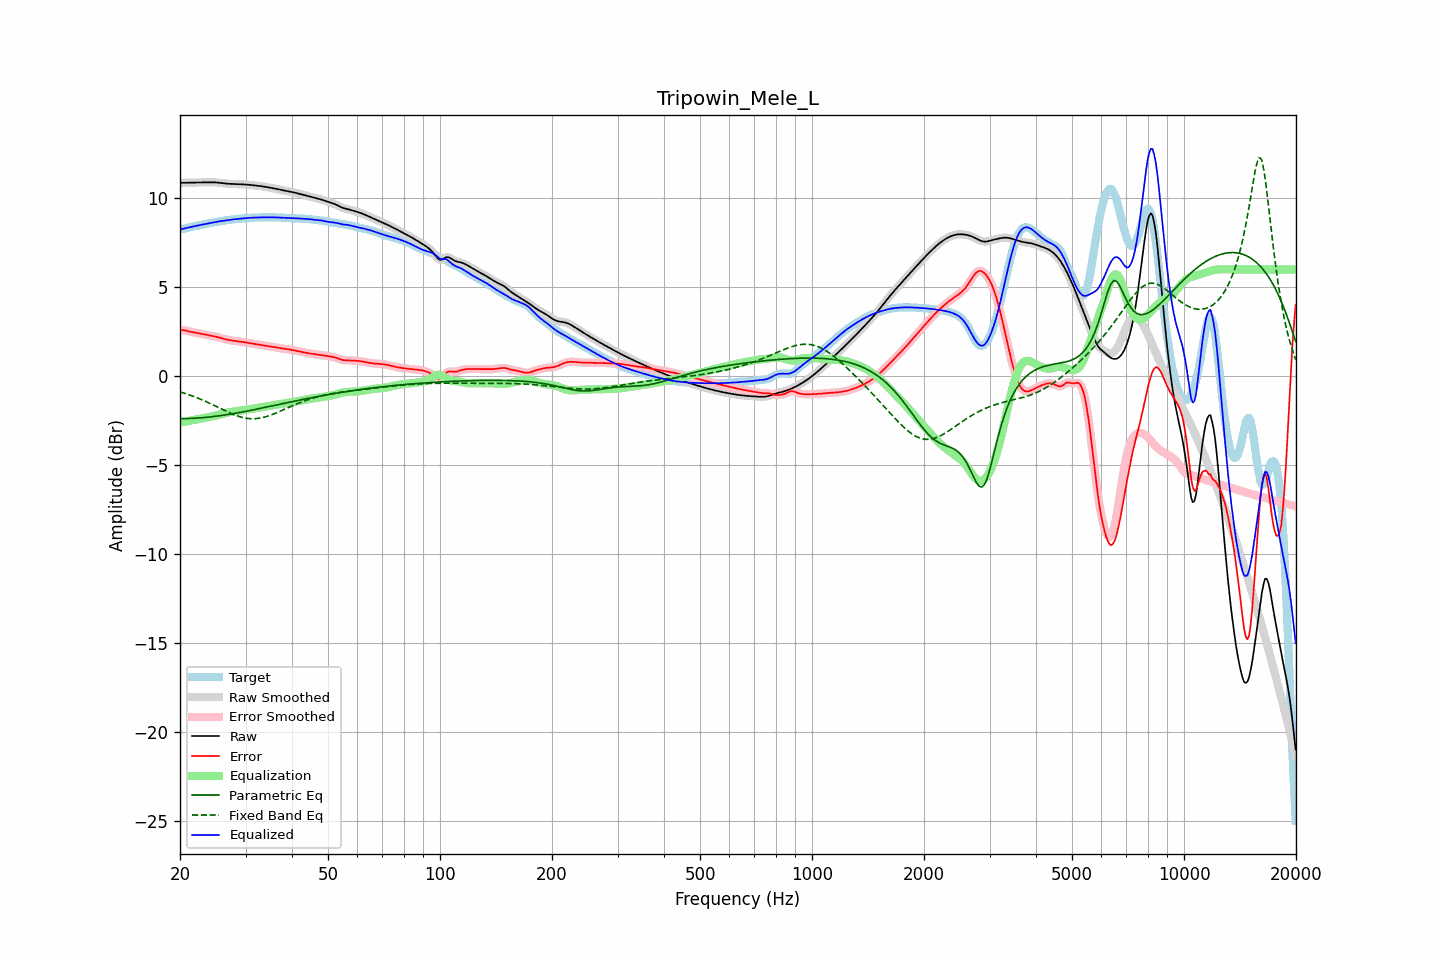 Tripowin_Mele_L
Amplitude (dBr)
10
5
0
−5
−10
−15
−20
−25
Target
Raw Smoothed
Error Smoothed
Raw
Error
Equalization
Parametric Eq
Fixed Band Eq
Equalized
20
50
100
200
500
1000
2000
5000
10000
20000
Frequency (Hz)